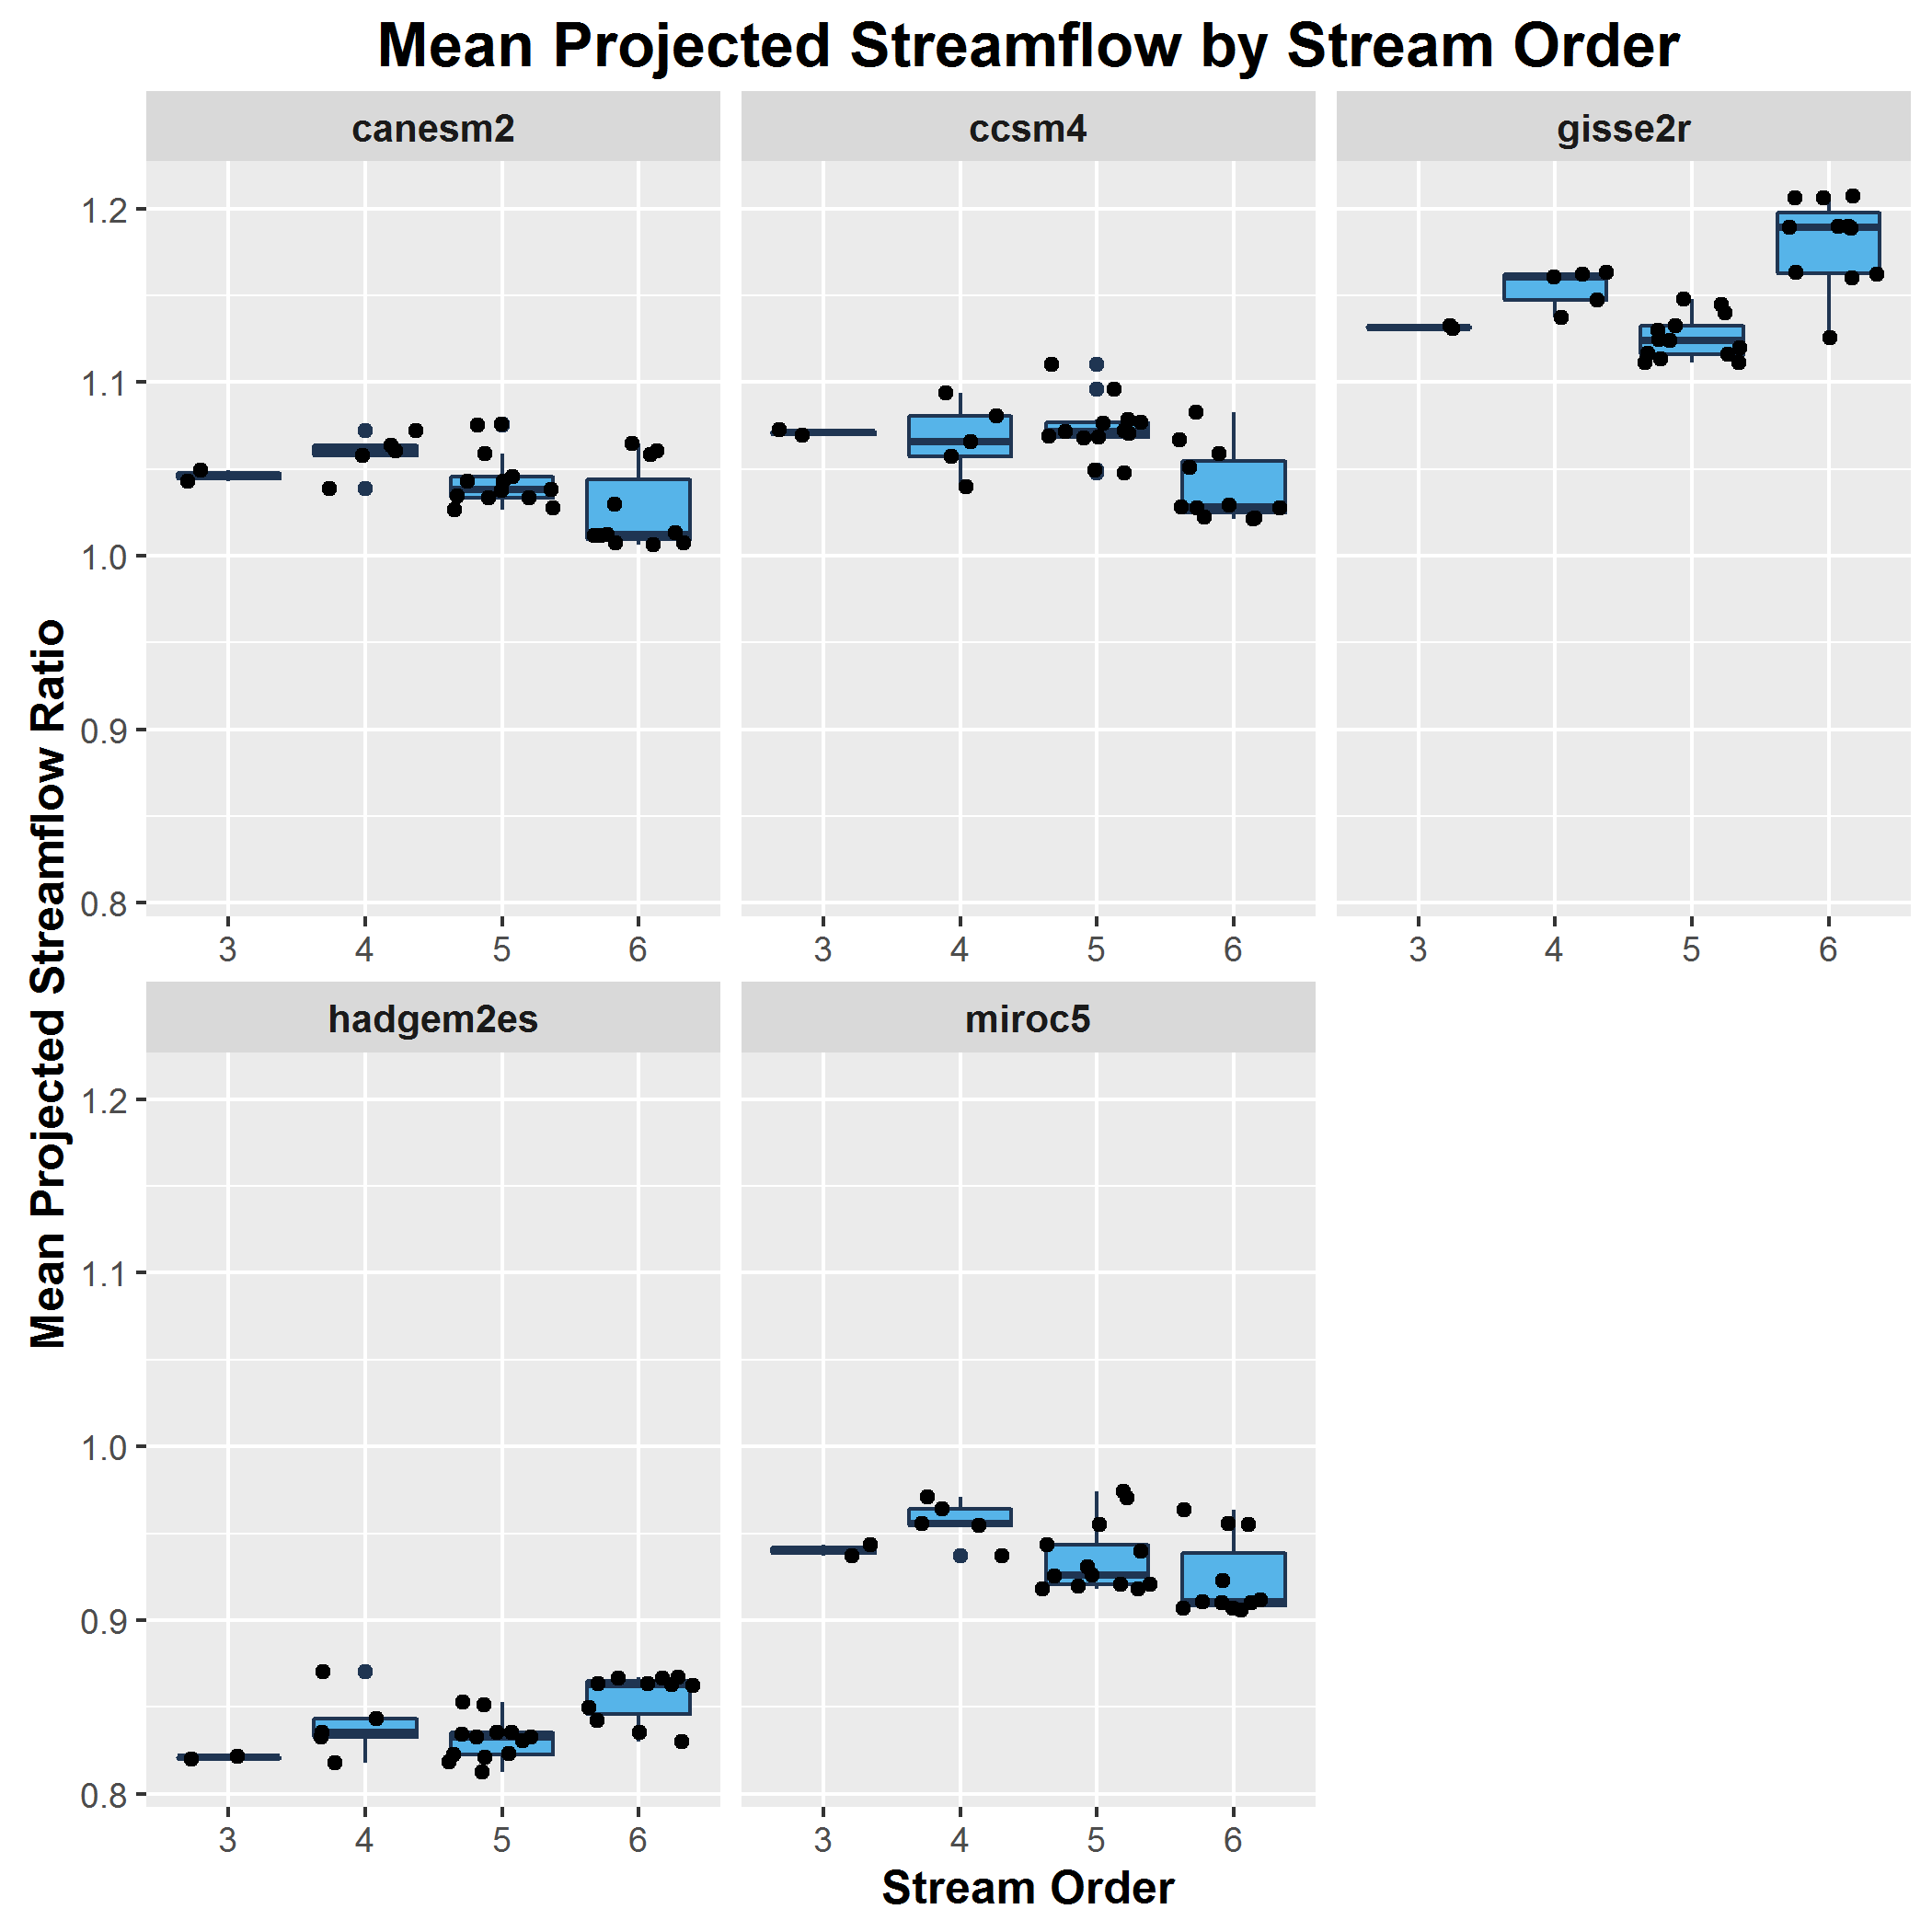 Mean Projected Streamflow by Stream Order
canesm2
ccsm4
gisse2r
1.2
1.1
1.0
0.9
0.8
3 4 5 6
3 4 5 6
3 4 5 6
Mean Projected Streamflow Ratio
hadgem2es
miroc5
1.2
1.1
1.0
0.9
0.8
3 4 5 6
3 4 5 6
Stream Order